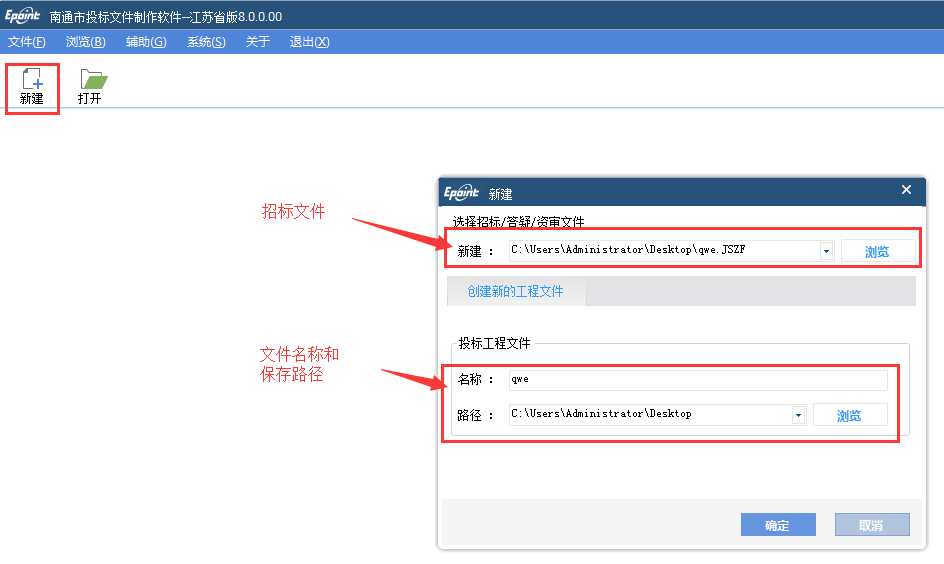 Epoint 南通市投标文件制作软件--江苏省版8.0.0.00
文件(F) 浏览(B) 辅助(G) 系统(S) 关于 退出(X)
新建 打开
招标文件
Epoint 新建
选择招标/答疑/资审文件
新建 : C:\Users\Administrator\Desktop\qwe.JSZF 浏览
创建新的工程文件
文件名称和
保存路径
投标工程文件
名称 : qwe
路径 : C:\Users\Administrator\Desktop 浏览
确定 取消